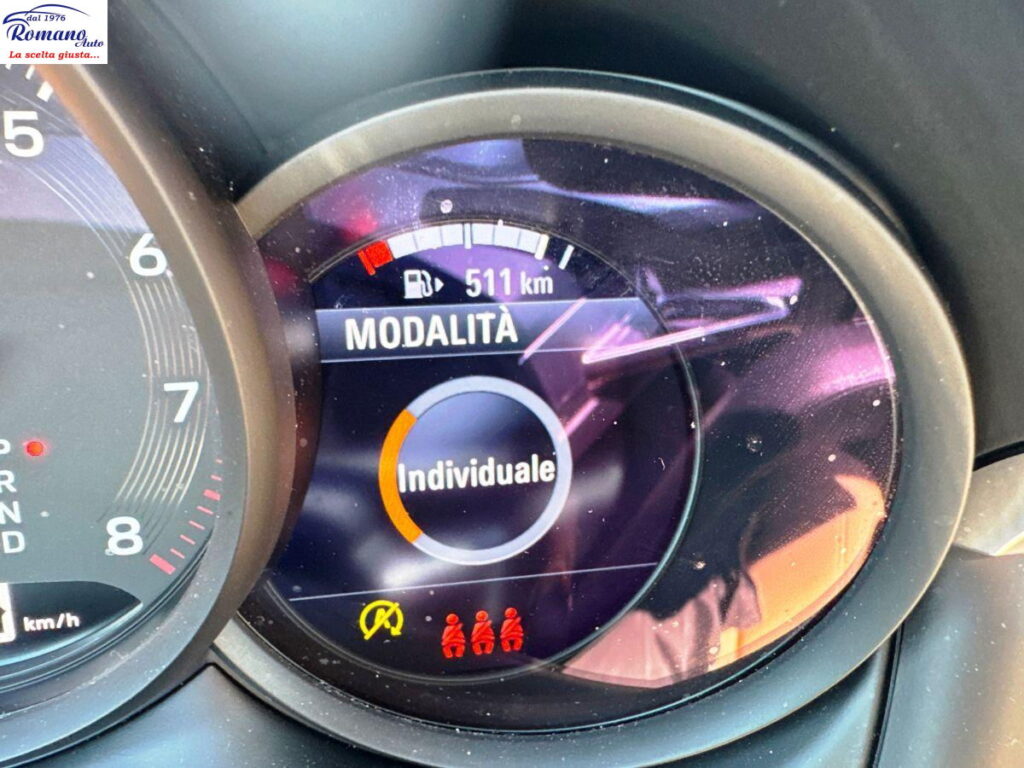 dal 1976
Romano
Auto
La scelta giusta...
5
6
7
8
P
R
N
D
km/h
511 km
MODALITÀ
Individuale